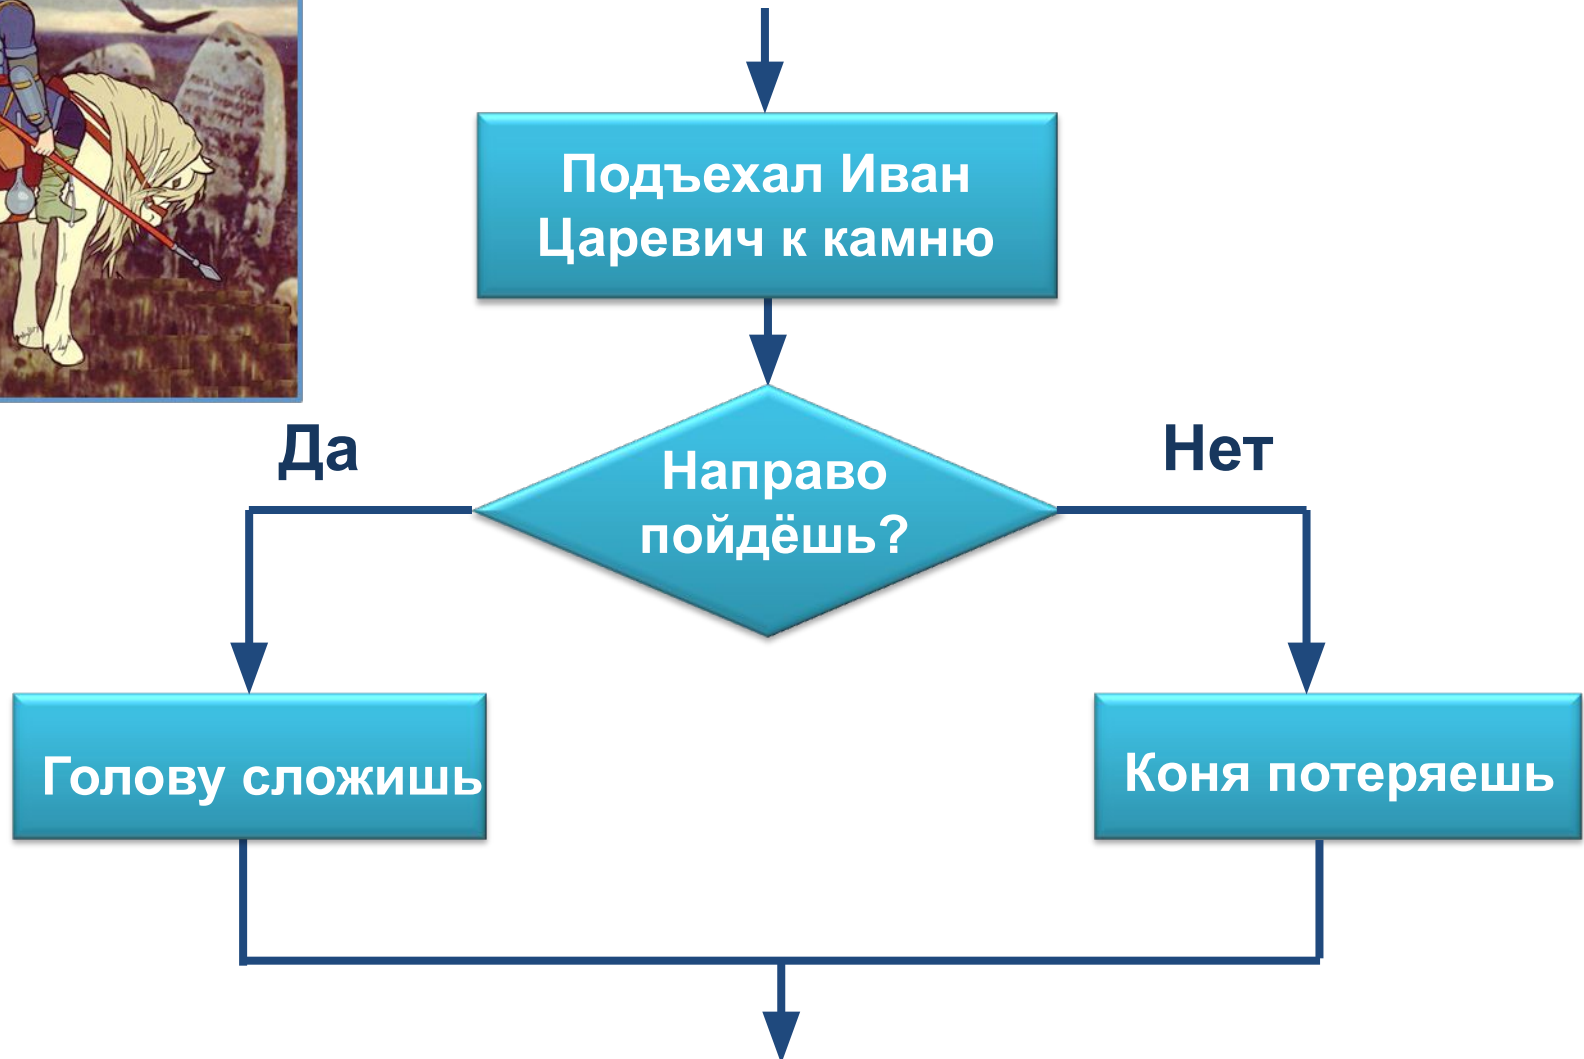 Подъехал Иван
Царевич к камню
Да
Нет
Направо
пойдёшь?
Голову сложишь
Коня потеряешь